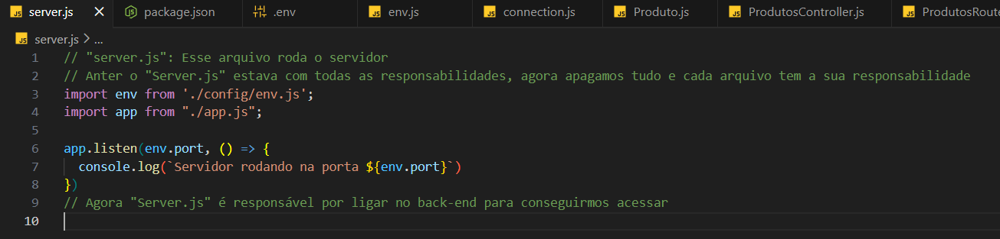 server.js package.json .env env.js connection.js Produto.js ProdutosController.js ProdutosRoute
server.js > ...
1 // "server.js": Esse arquivo roda o servidor
2 // Anter o "Server.js" estava com todas as responsabilidades, agora apagamos tudo e cada arquivo tem a sua responsabilidade
3 import env from './config/env.js';
4 import app from "./app.js";
5
6 app.listen(env.port, () => {
7   console.log(`Servidor rodando na porta ${env.port}`)
8 })
9 // Agora "Server.js" é responsável por ligar no back-end para conseguirmos acessar
10